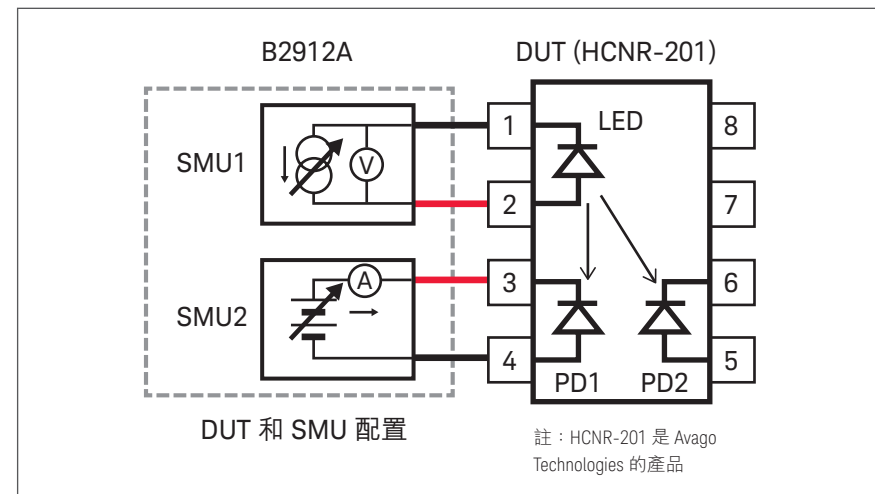 B2912A
DUT (HCNR-201)
SMU1
V
1
LED
8
2
7
SMU2
A
3
6
4
PD1
PD2
5
DUT 和 SMU 配置
註：HCNR-201 是 Avago
Technologies 的產品